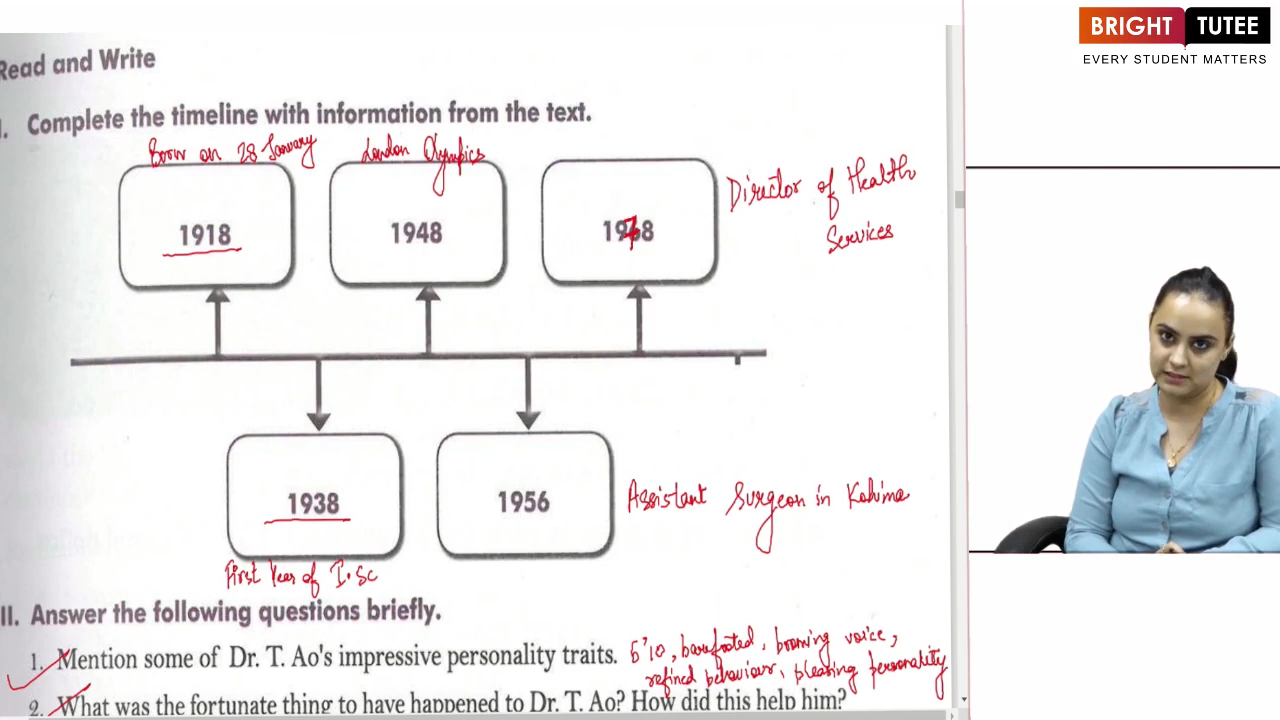 BRIGHT TUTEE
EVERY STUDENT MATTERS
Read and Write
I. Complete the timeline with information from the text.
Born on 28 January
London Olympics
1918
1948
1978
Director of Health
Services
1938
1956
Assistant Surgeon in Kohima
First Year of I.Sc
II. Answer the following questions briefly.
1. Mention some of Dr. T. Ao's impressive personality traits.
barefooted, booming voice,
refined behaviour, pleasing personality
2. What was the fortunate thing to have happened to Dr. T. Ao? How did this help him?